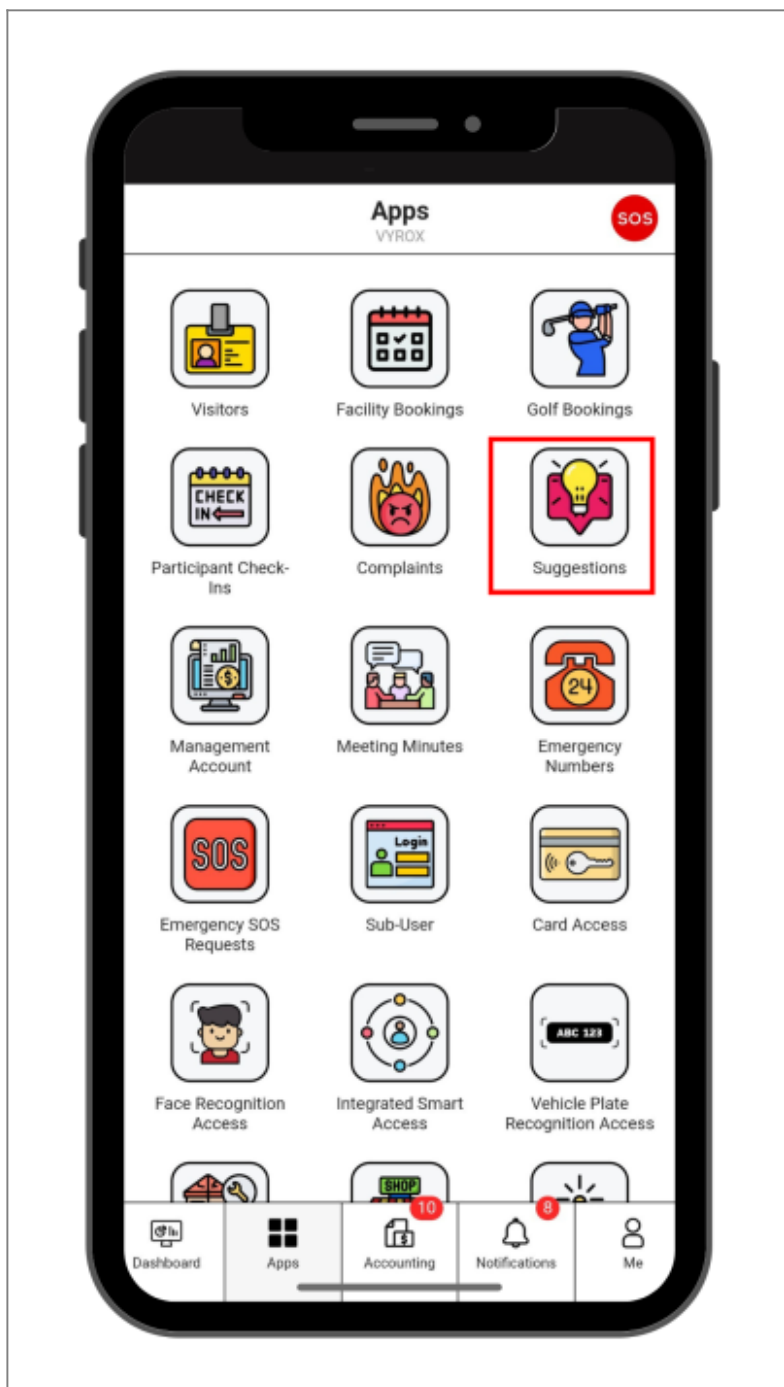 Apps
VYROX
SOS
Visitors
Facility Bookings
Golf Bookings
CHECK
IN
Participant Check-
Ins
Complaints
Suggestions
24
Management
Account
Meeting Minutes
Emergency
Numbers
SOS
Login
Emergency SOS
Requests
Sub-User
Card Access
ABC 123
Face Recognition
Access
Integrated Smart
Access
Vehicle Plate
Recognition Access
SHOP
10
8
Dashboard
Apps
Accounting
Notifications
Me